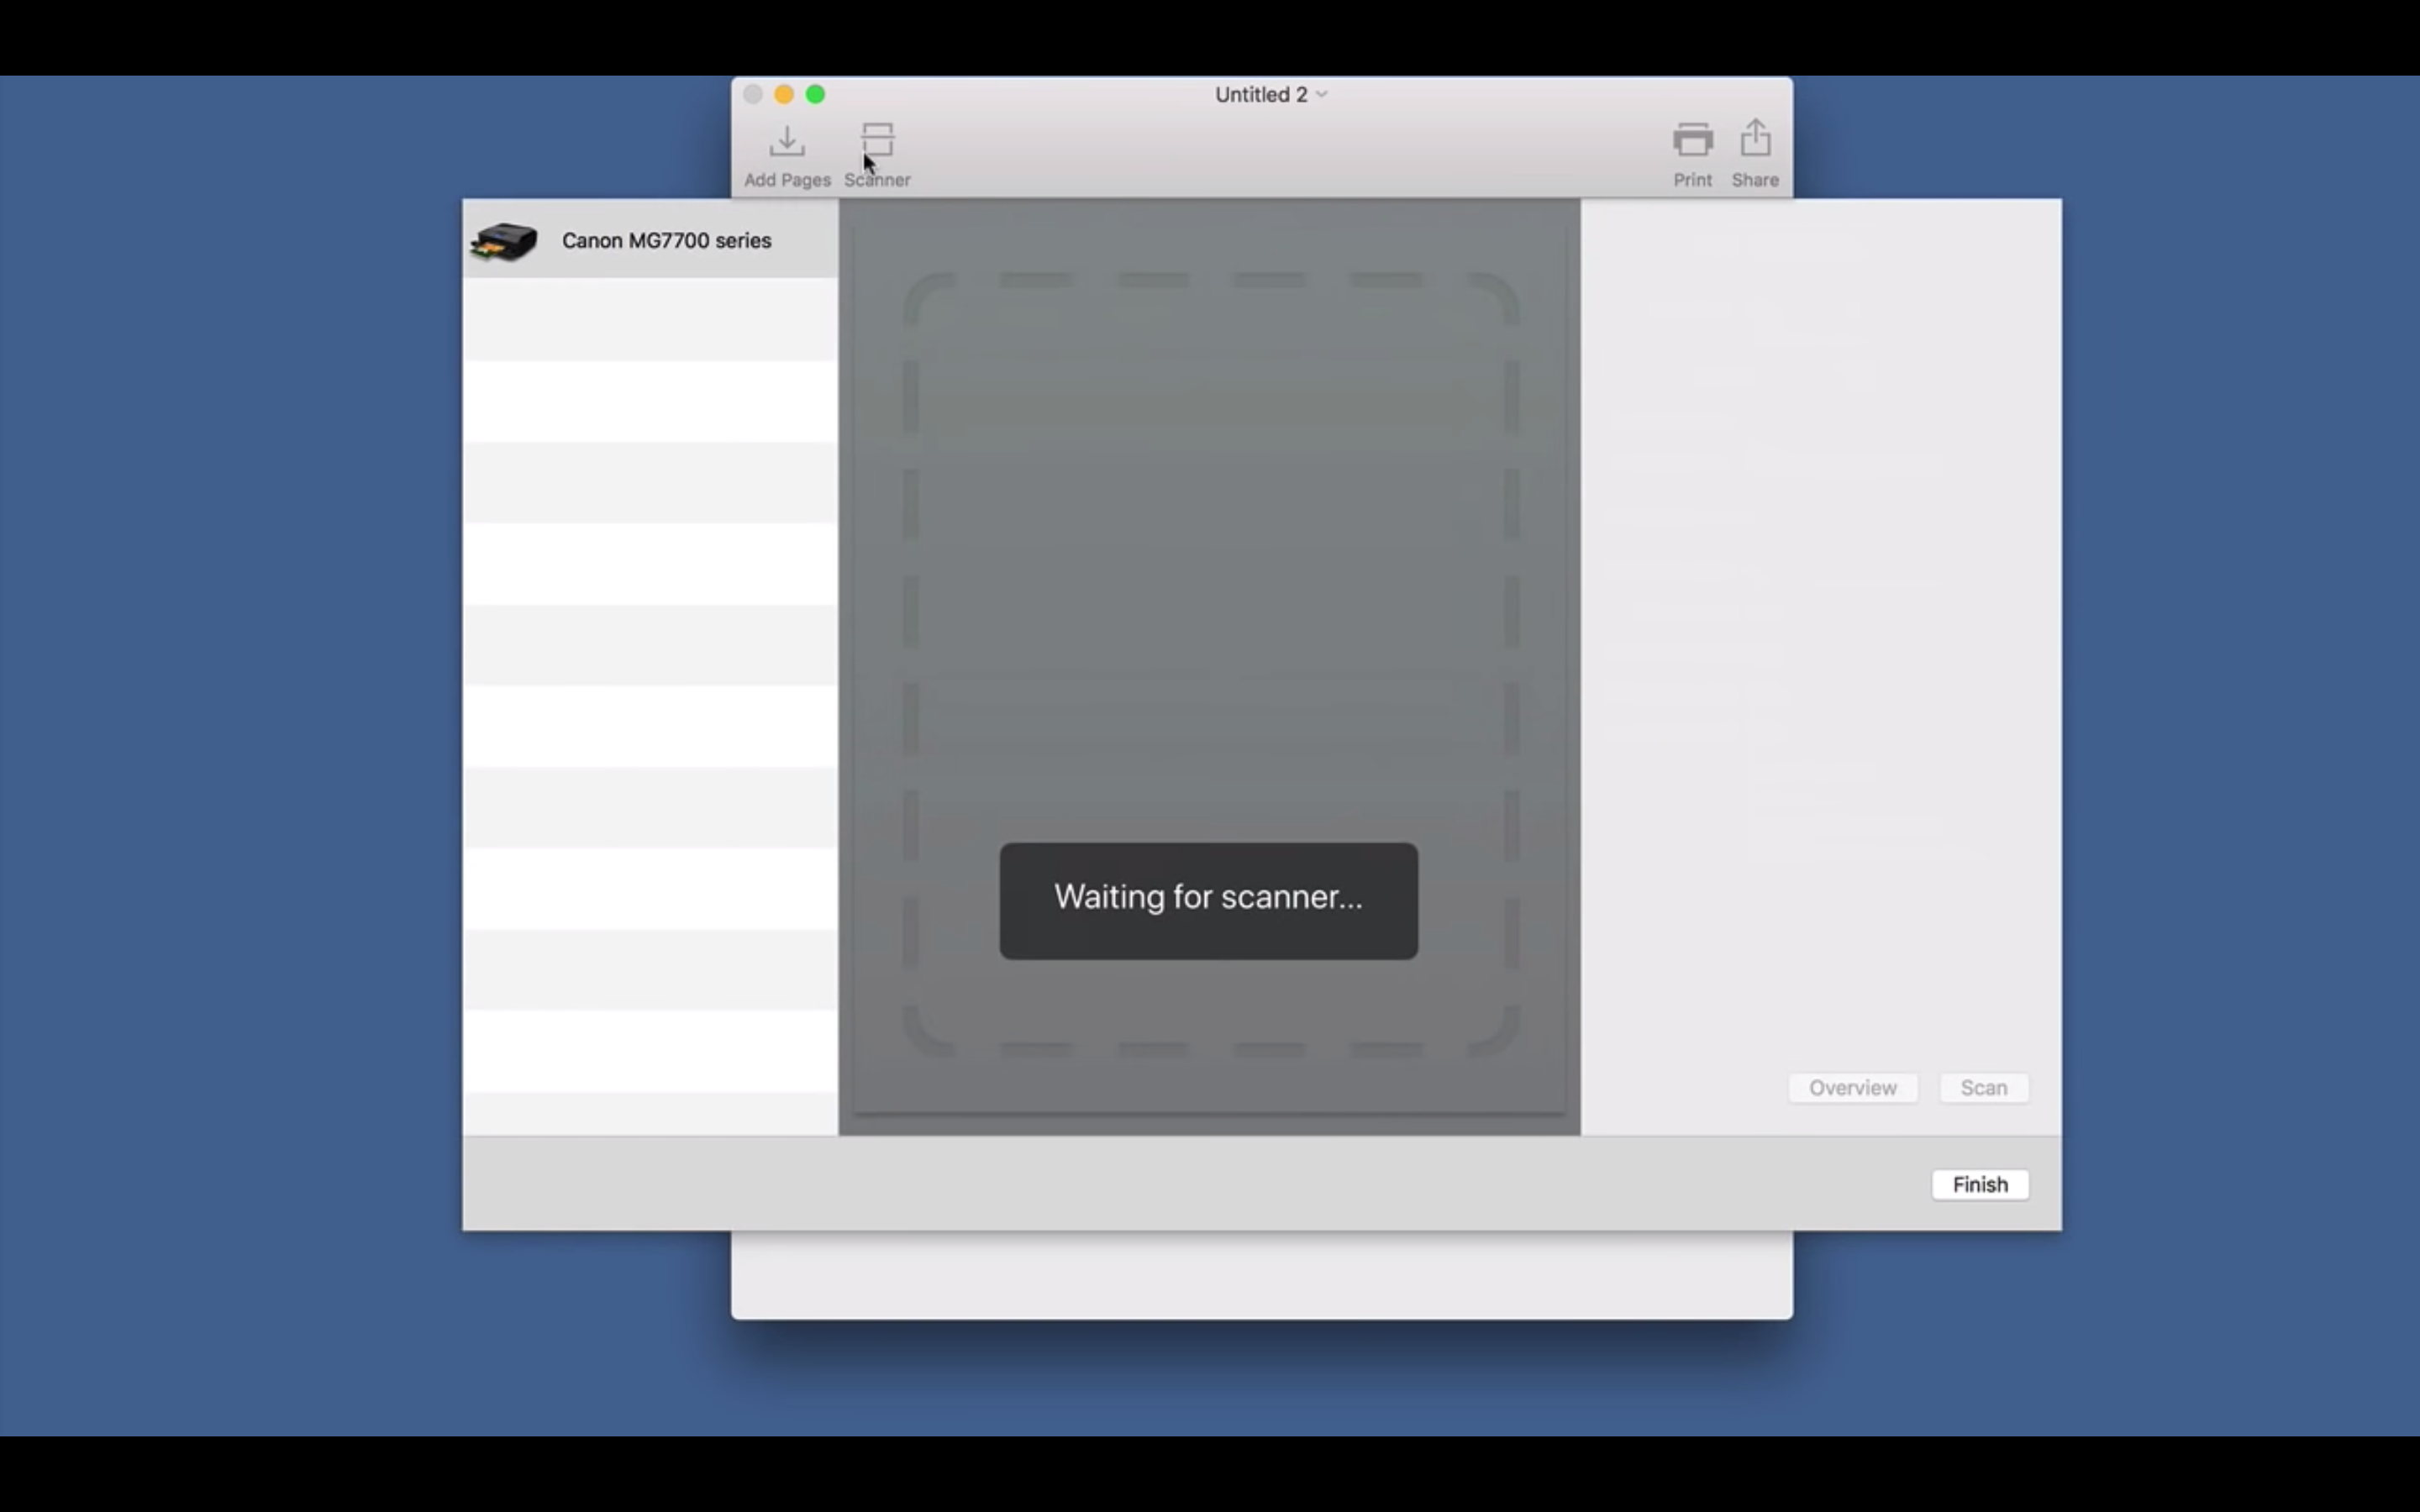 Untitled 2
Add Pages
Scanner
Print
Share
Canon MG7700 series
Waiting for scanner...
Overview
Scan
Finish